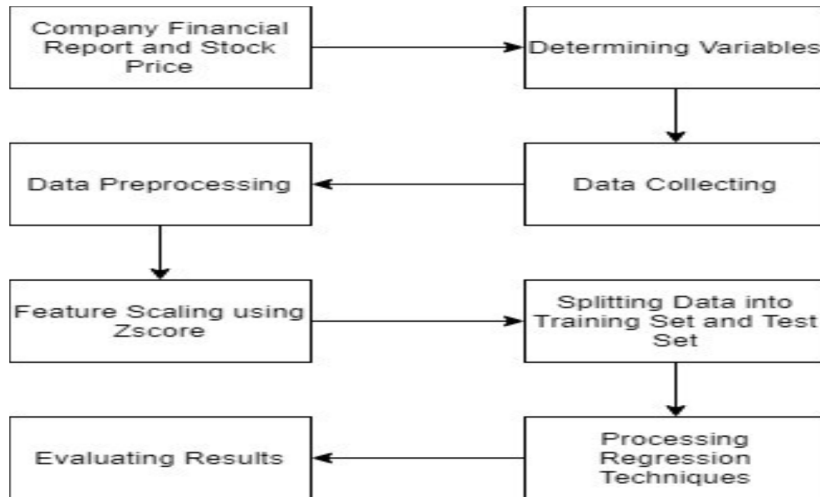 Company Financial
Report and Stock
Price
Determining Variables
Data Collecting
Data Preprocessing
Feature Scaling using
Zscore
Splitting Data into
Training Set and Test
Set
Processing
Regression
Techniques
Evaluating Results